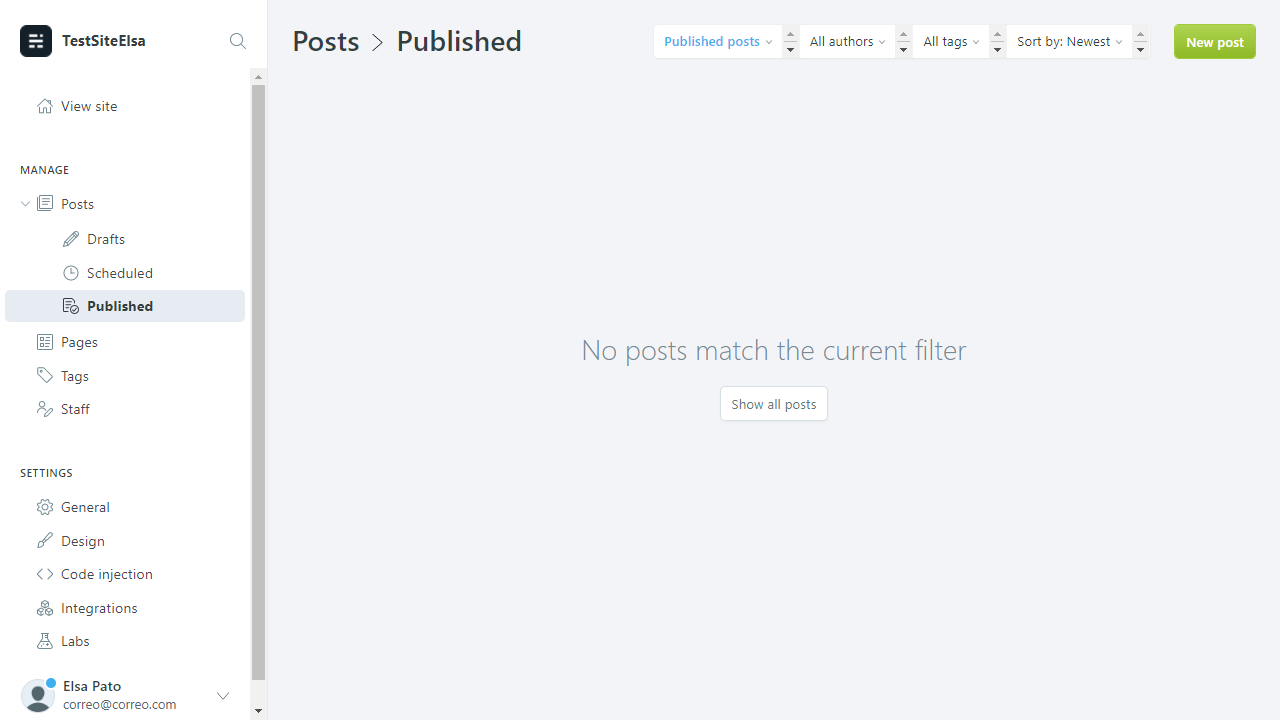 TestSiteElsa
View site
MANAGE
Posts
Drafts
Scheduled
Published
Pages
Tags
Staff
SETTINGS
General
Design
Code injection
Integrations
Labs
Elsa Pato
correo@correo.com
Posts > Published
Published posts
All authors
All tags
Sort by: Newest
New post
No posts match the current filter
Show all posts